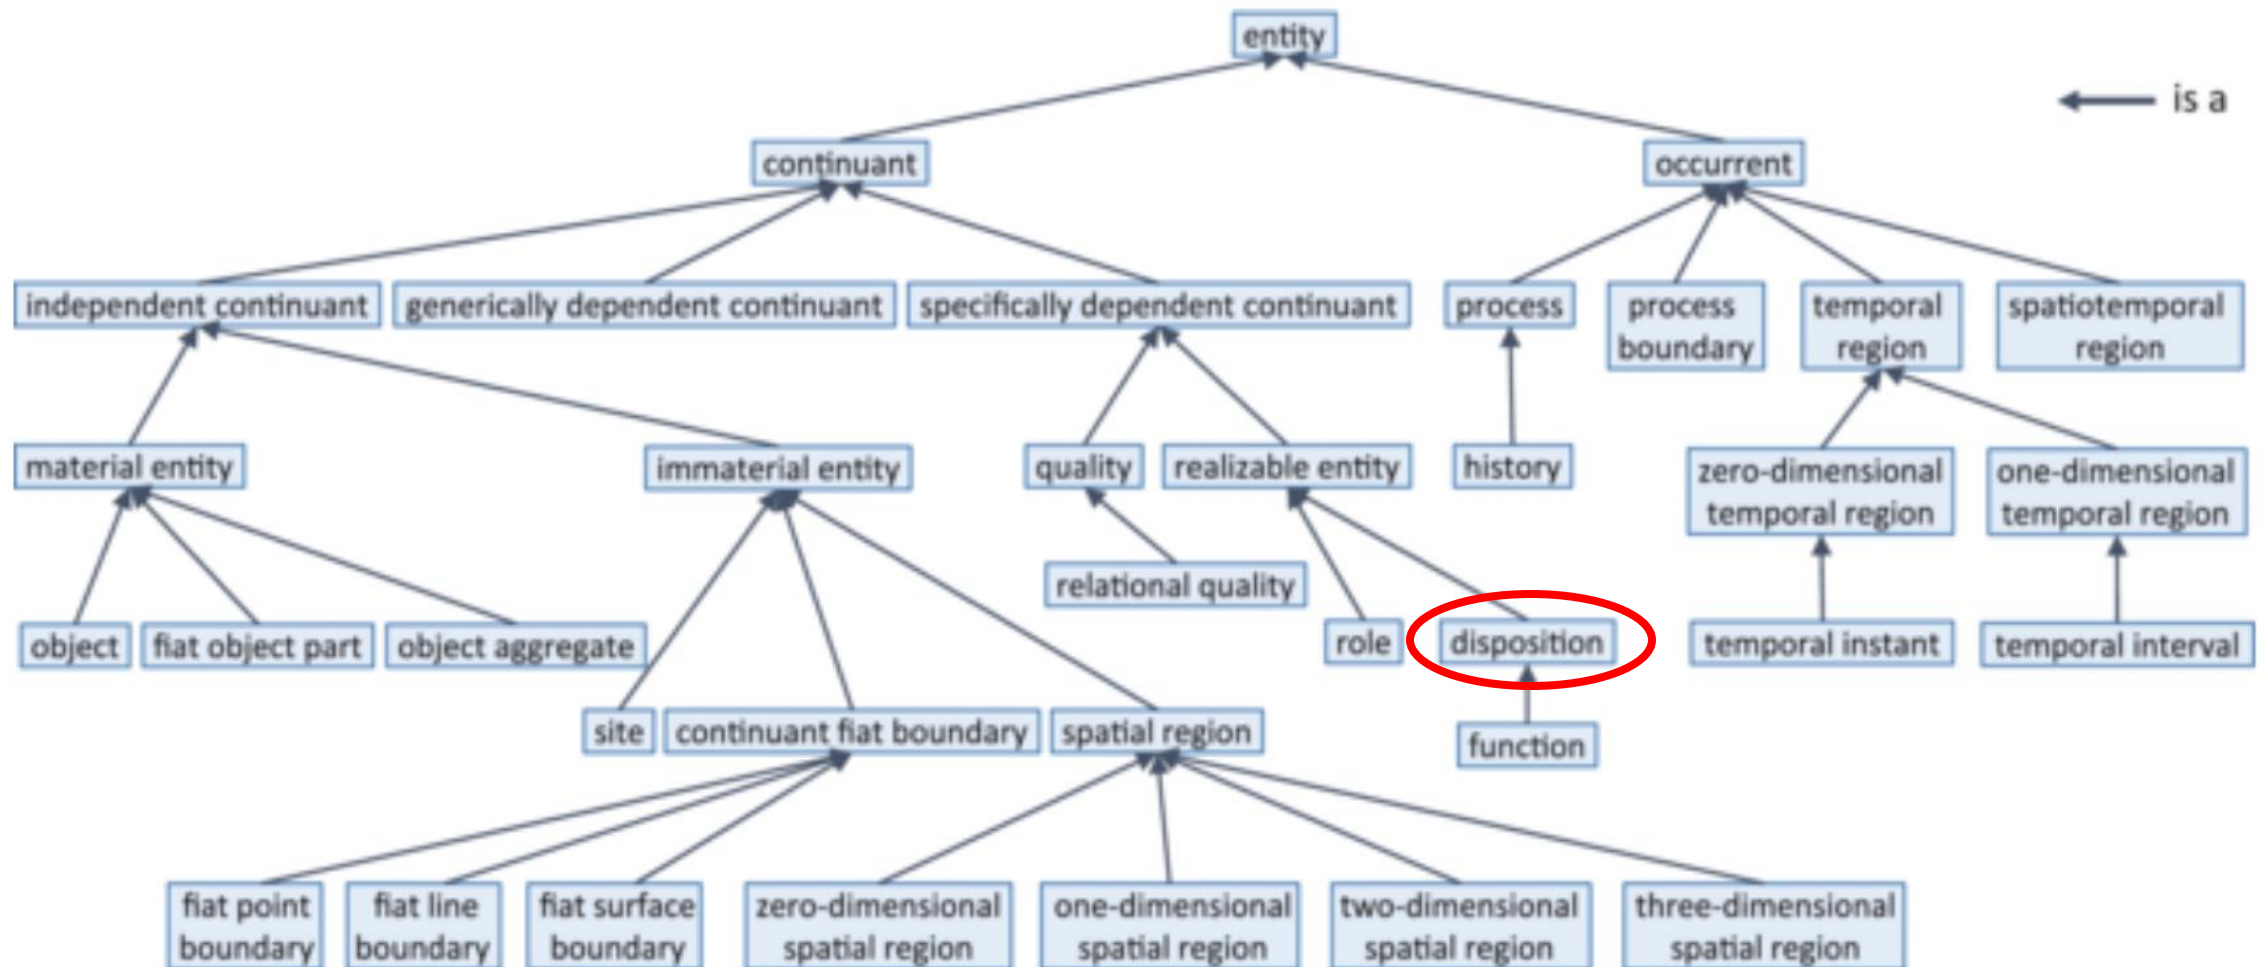 entity
is a
continuant
occurrent
independent continuant
generically dependent continuant
specifically dependent continuant
process
process
boundary
temporal
region
spatiotemporal
region
material entity
immaterial entity
quality
realizable entity
history
zero-dimensional
temporal region
one-dimensional
temporal region
relational quality
object
fiat object part
object aggregate
role
disposition
temporal instant
temporal interval
site
continuant fiat boundary
spatial region
function
fiat point
boundary
fiat line
boundary
fiat surface
boundary
zero-dimensional
spatial region
one-dimensional
spatial region
two-dimensional
spatial region
three-dimensional
spatial region